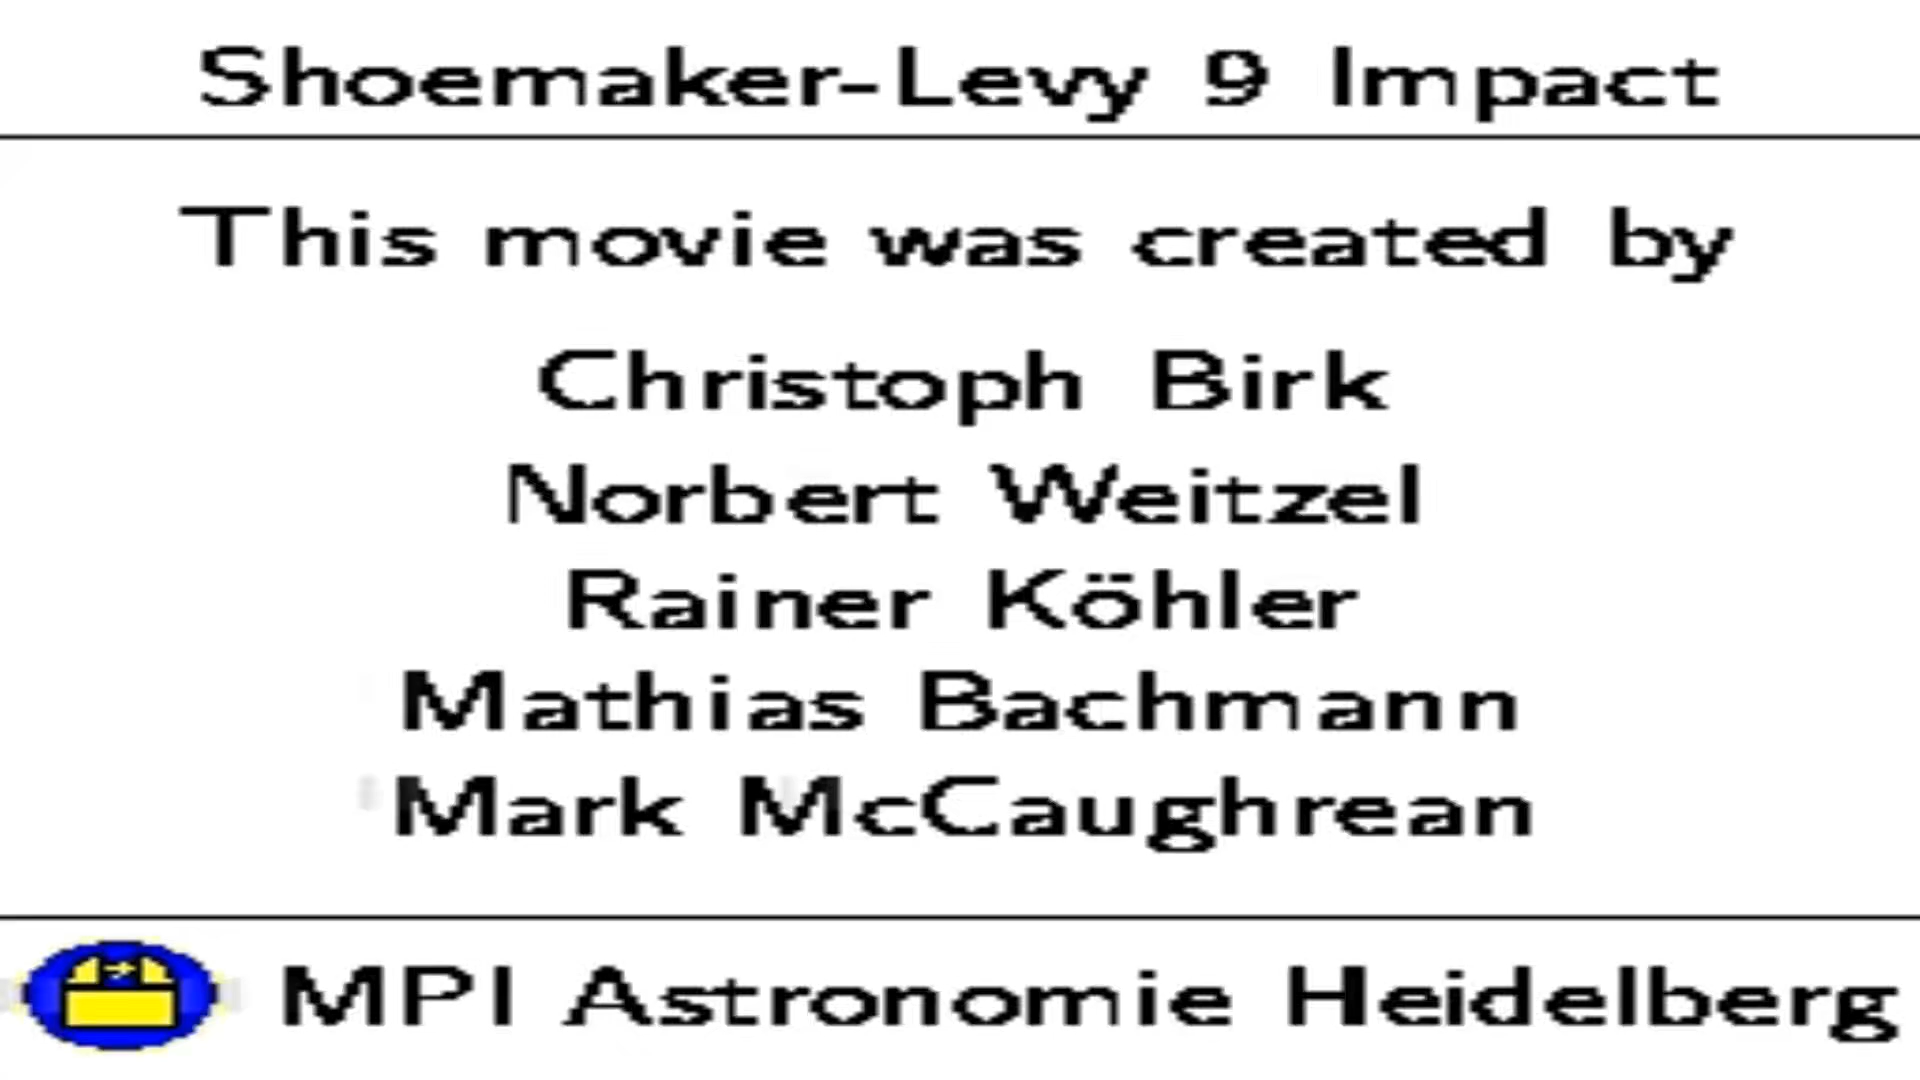 Shoemaker-Levy 9 Impact
This movie was created by
Christoph Birk
Norbert Weitzel
Rainer Köhler
Mathias Bachmann
Mark McCaughrean
MPI Astronomie Heidelberg